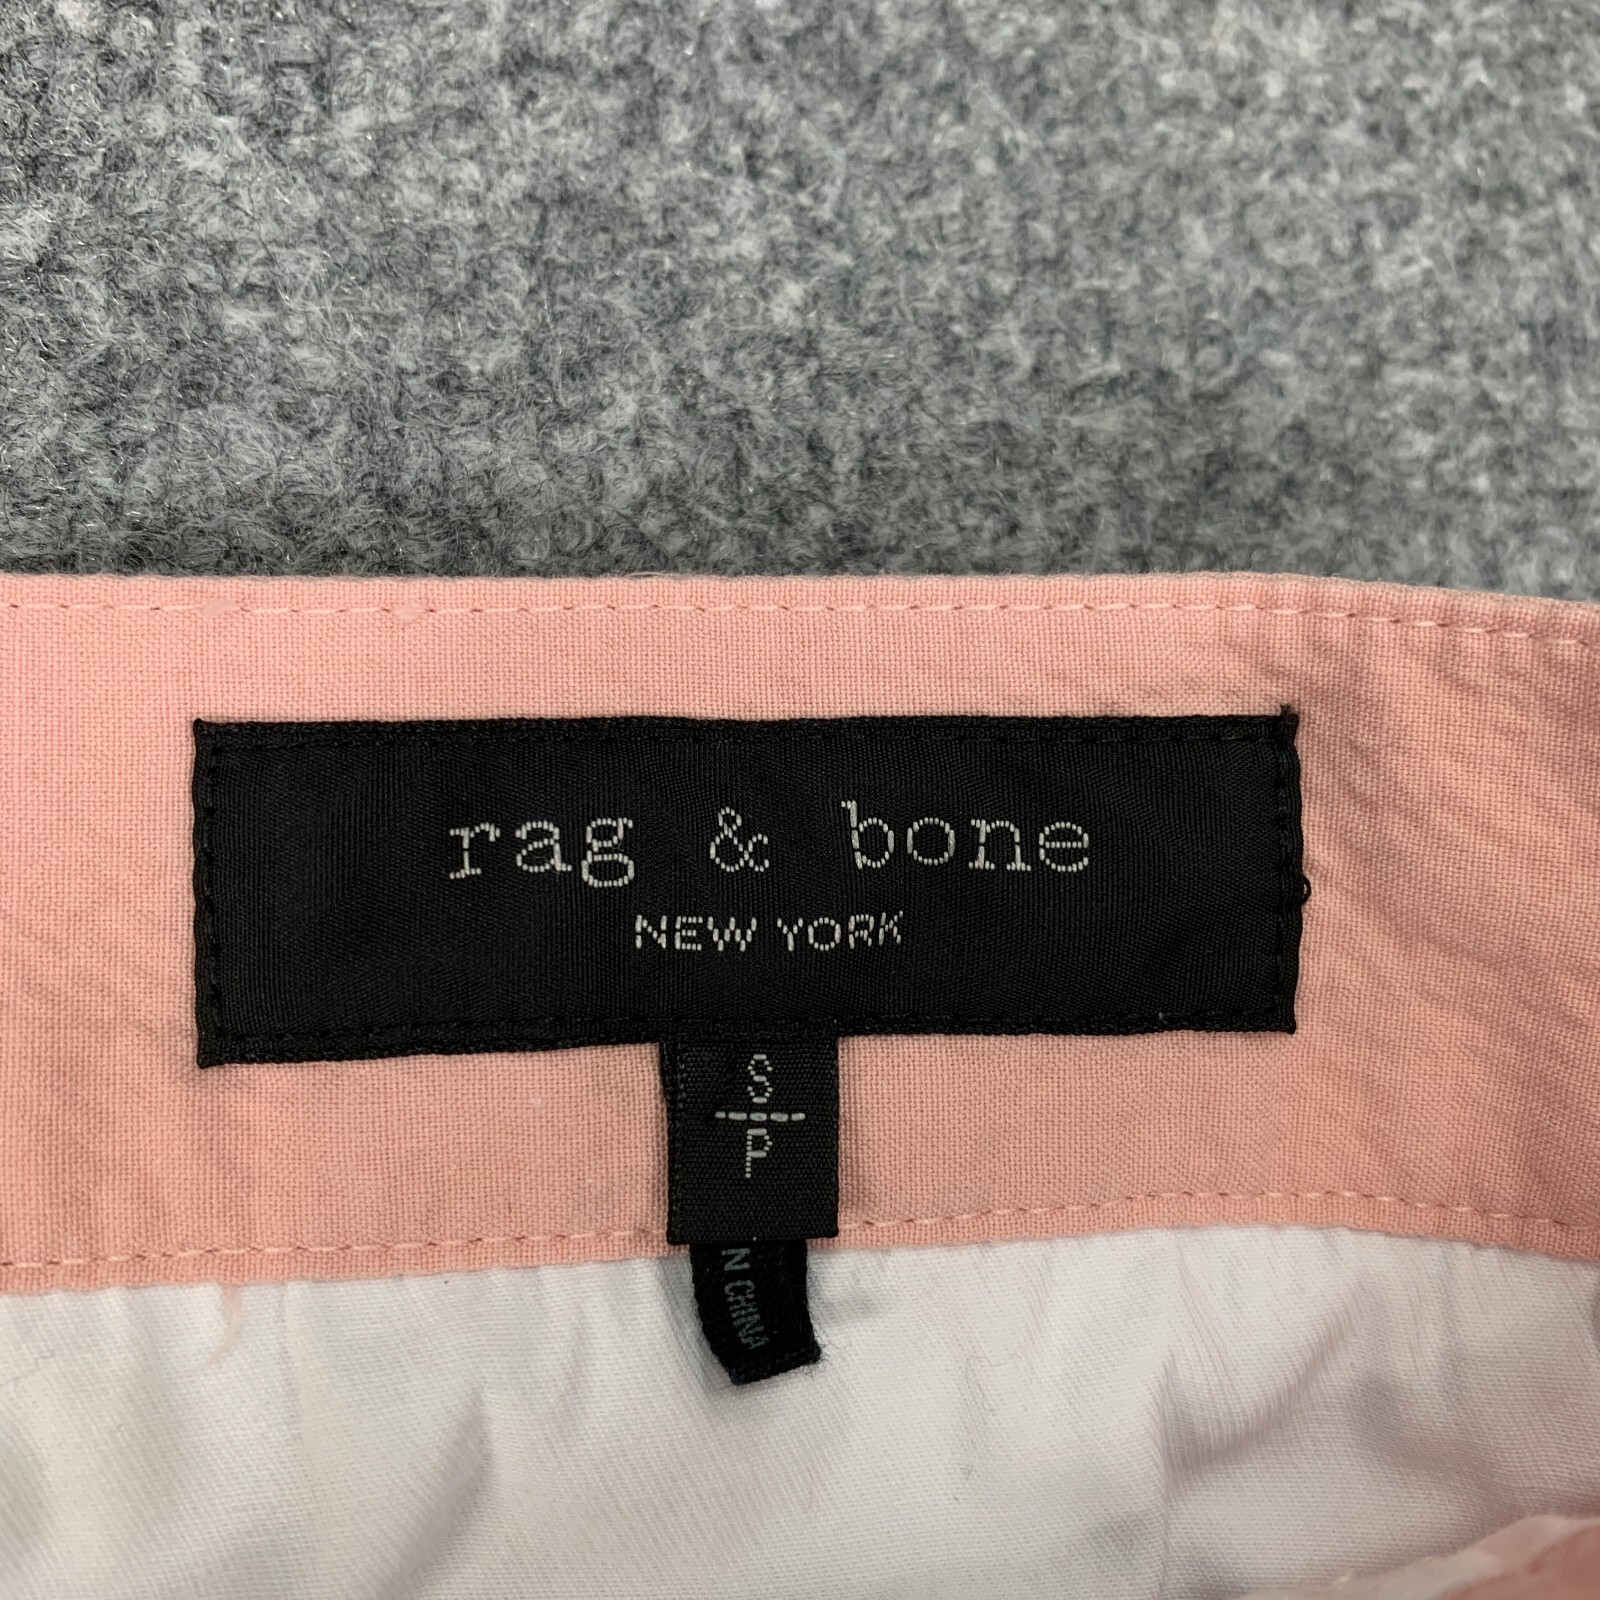 rag & bone
NEW YORK
S
P
N CHINA